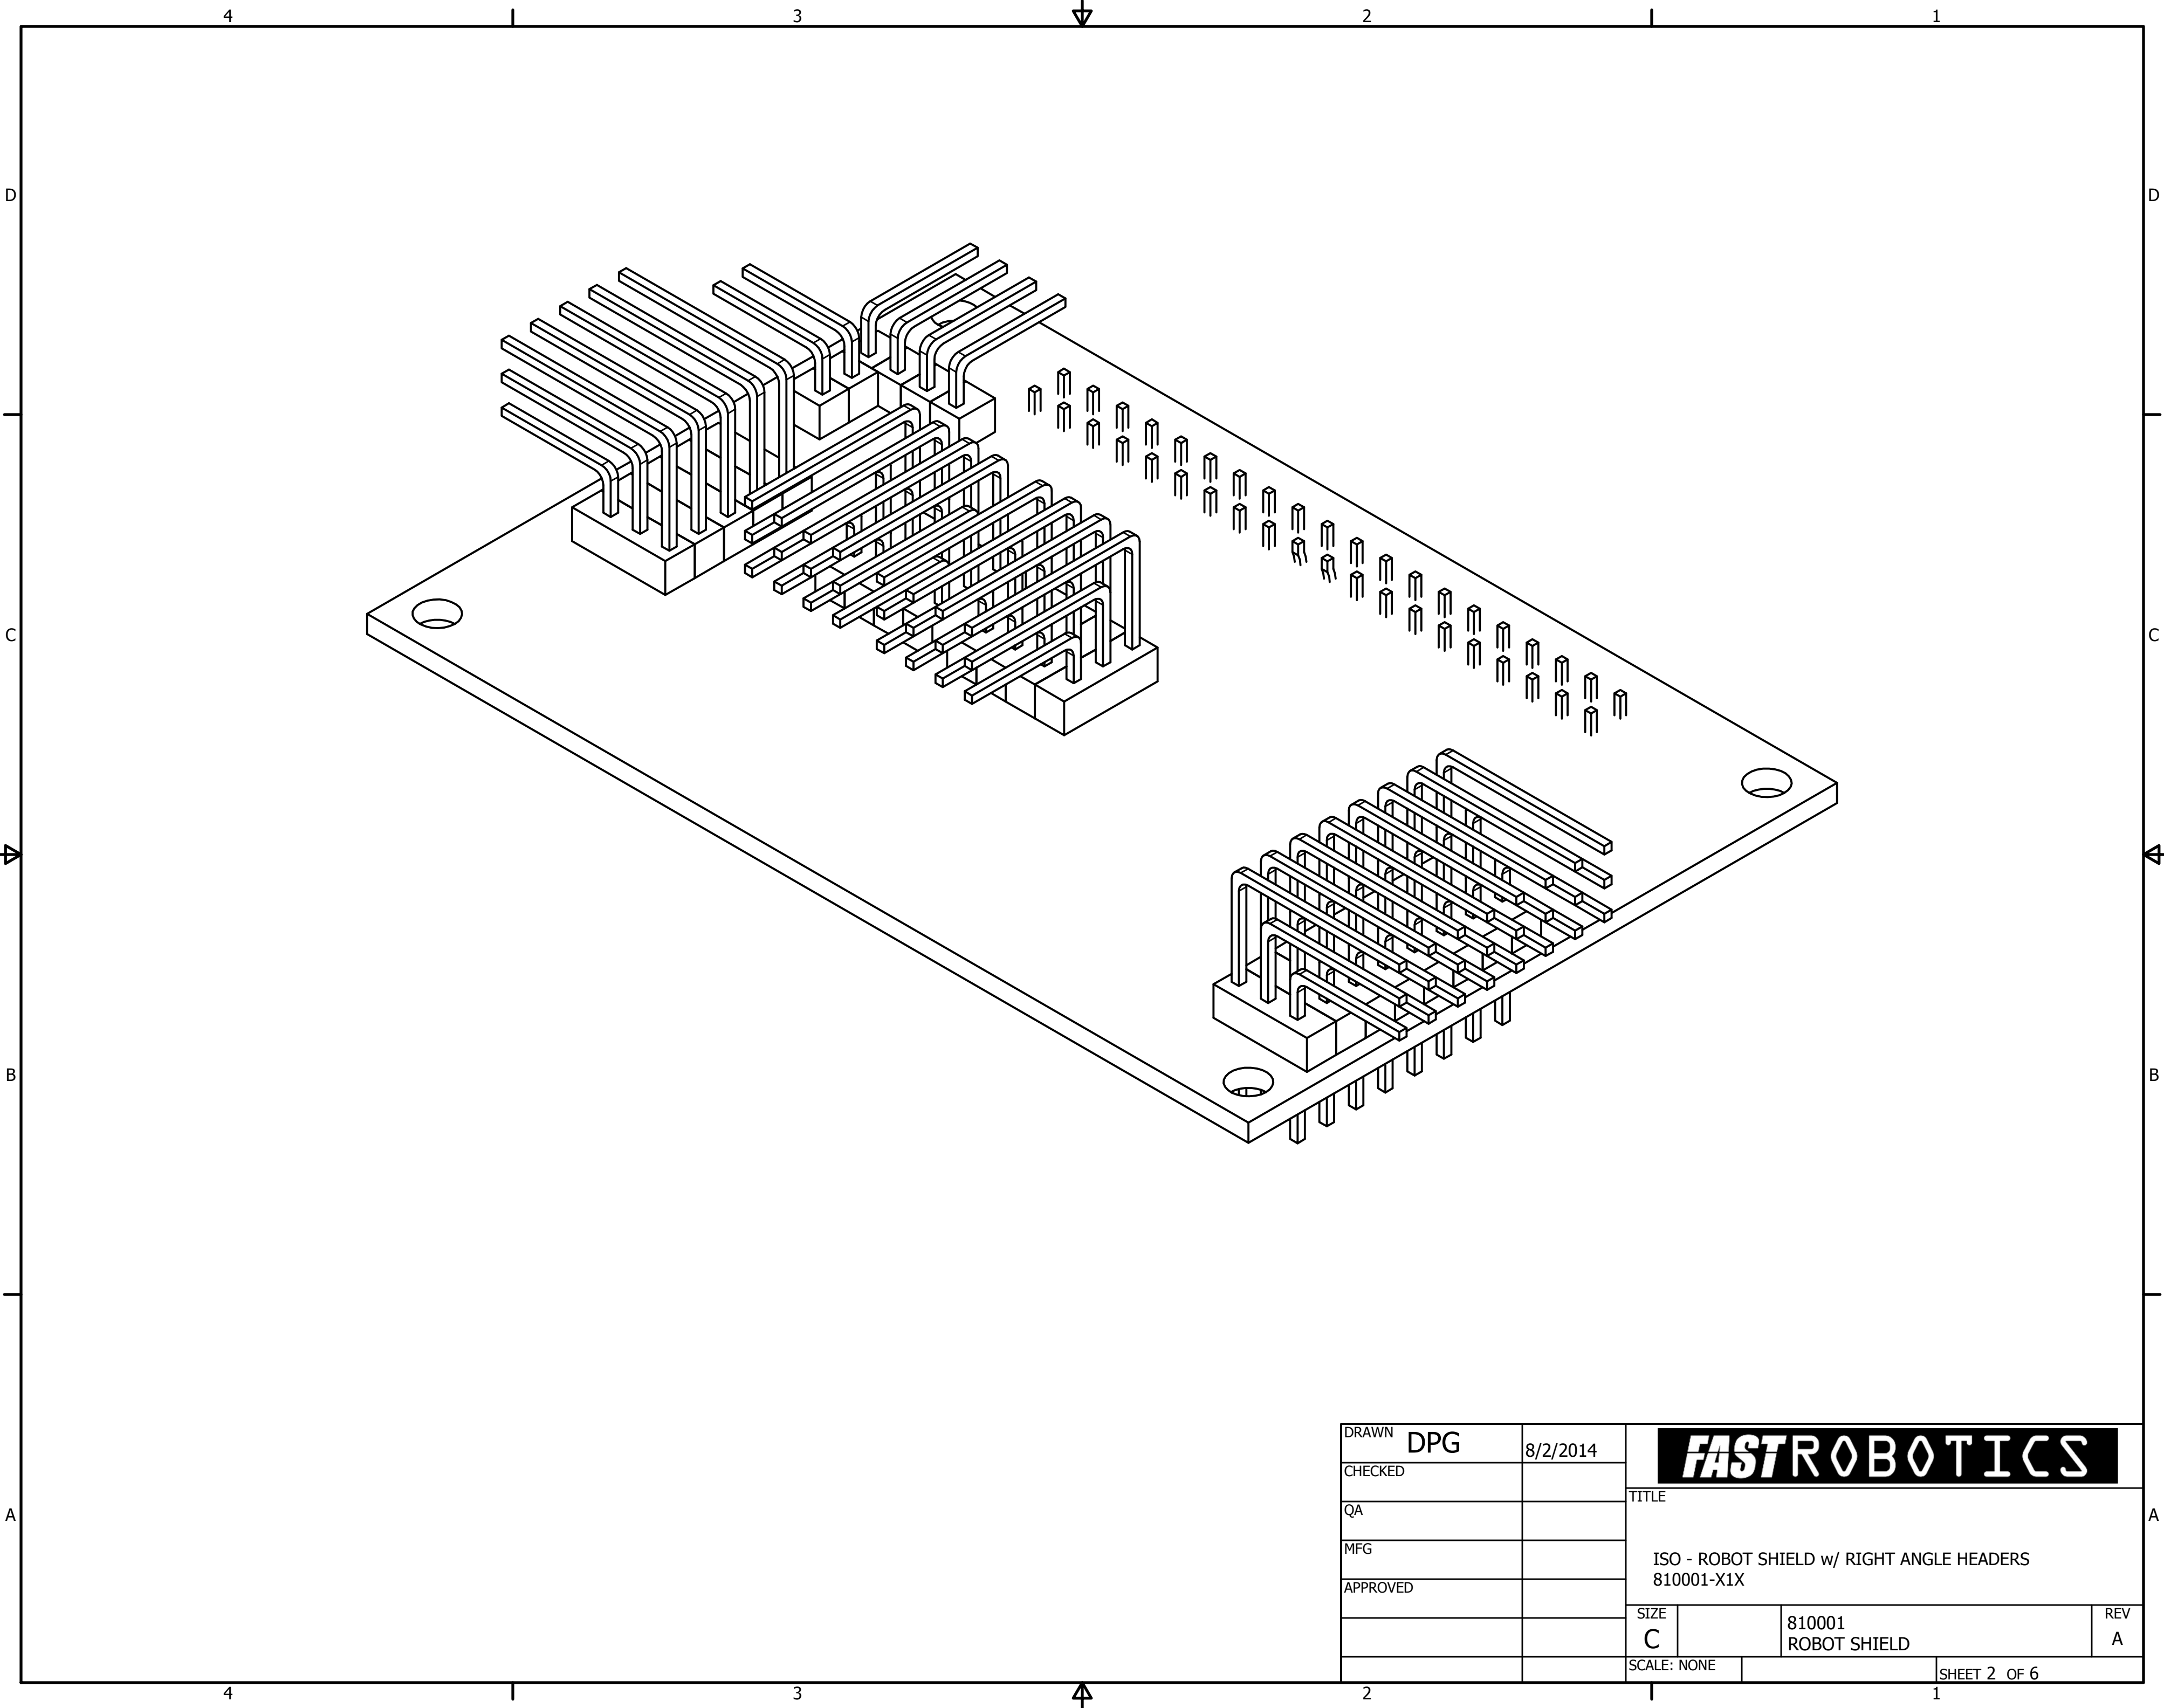 4 3 2 1
D D
C C
B B
A A
DRAWN DPG 8/2/2014
CHECKED
QA
MFG
APPROVED
FASTROBOTICS
TITLE
ISO - ROBOT SHIELD w/ RIGHT ANGLE HEADERS
810001-X1X
SIZE
C
810001
ROBOT SHIELD
REV
A
SCALE: NONE
SHEET 2 OF 6
4 3 2 1